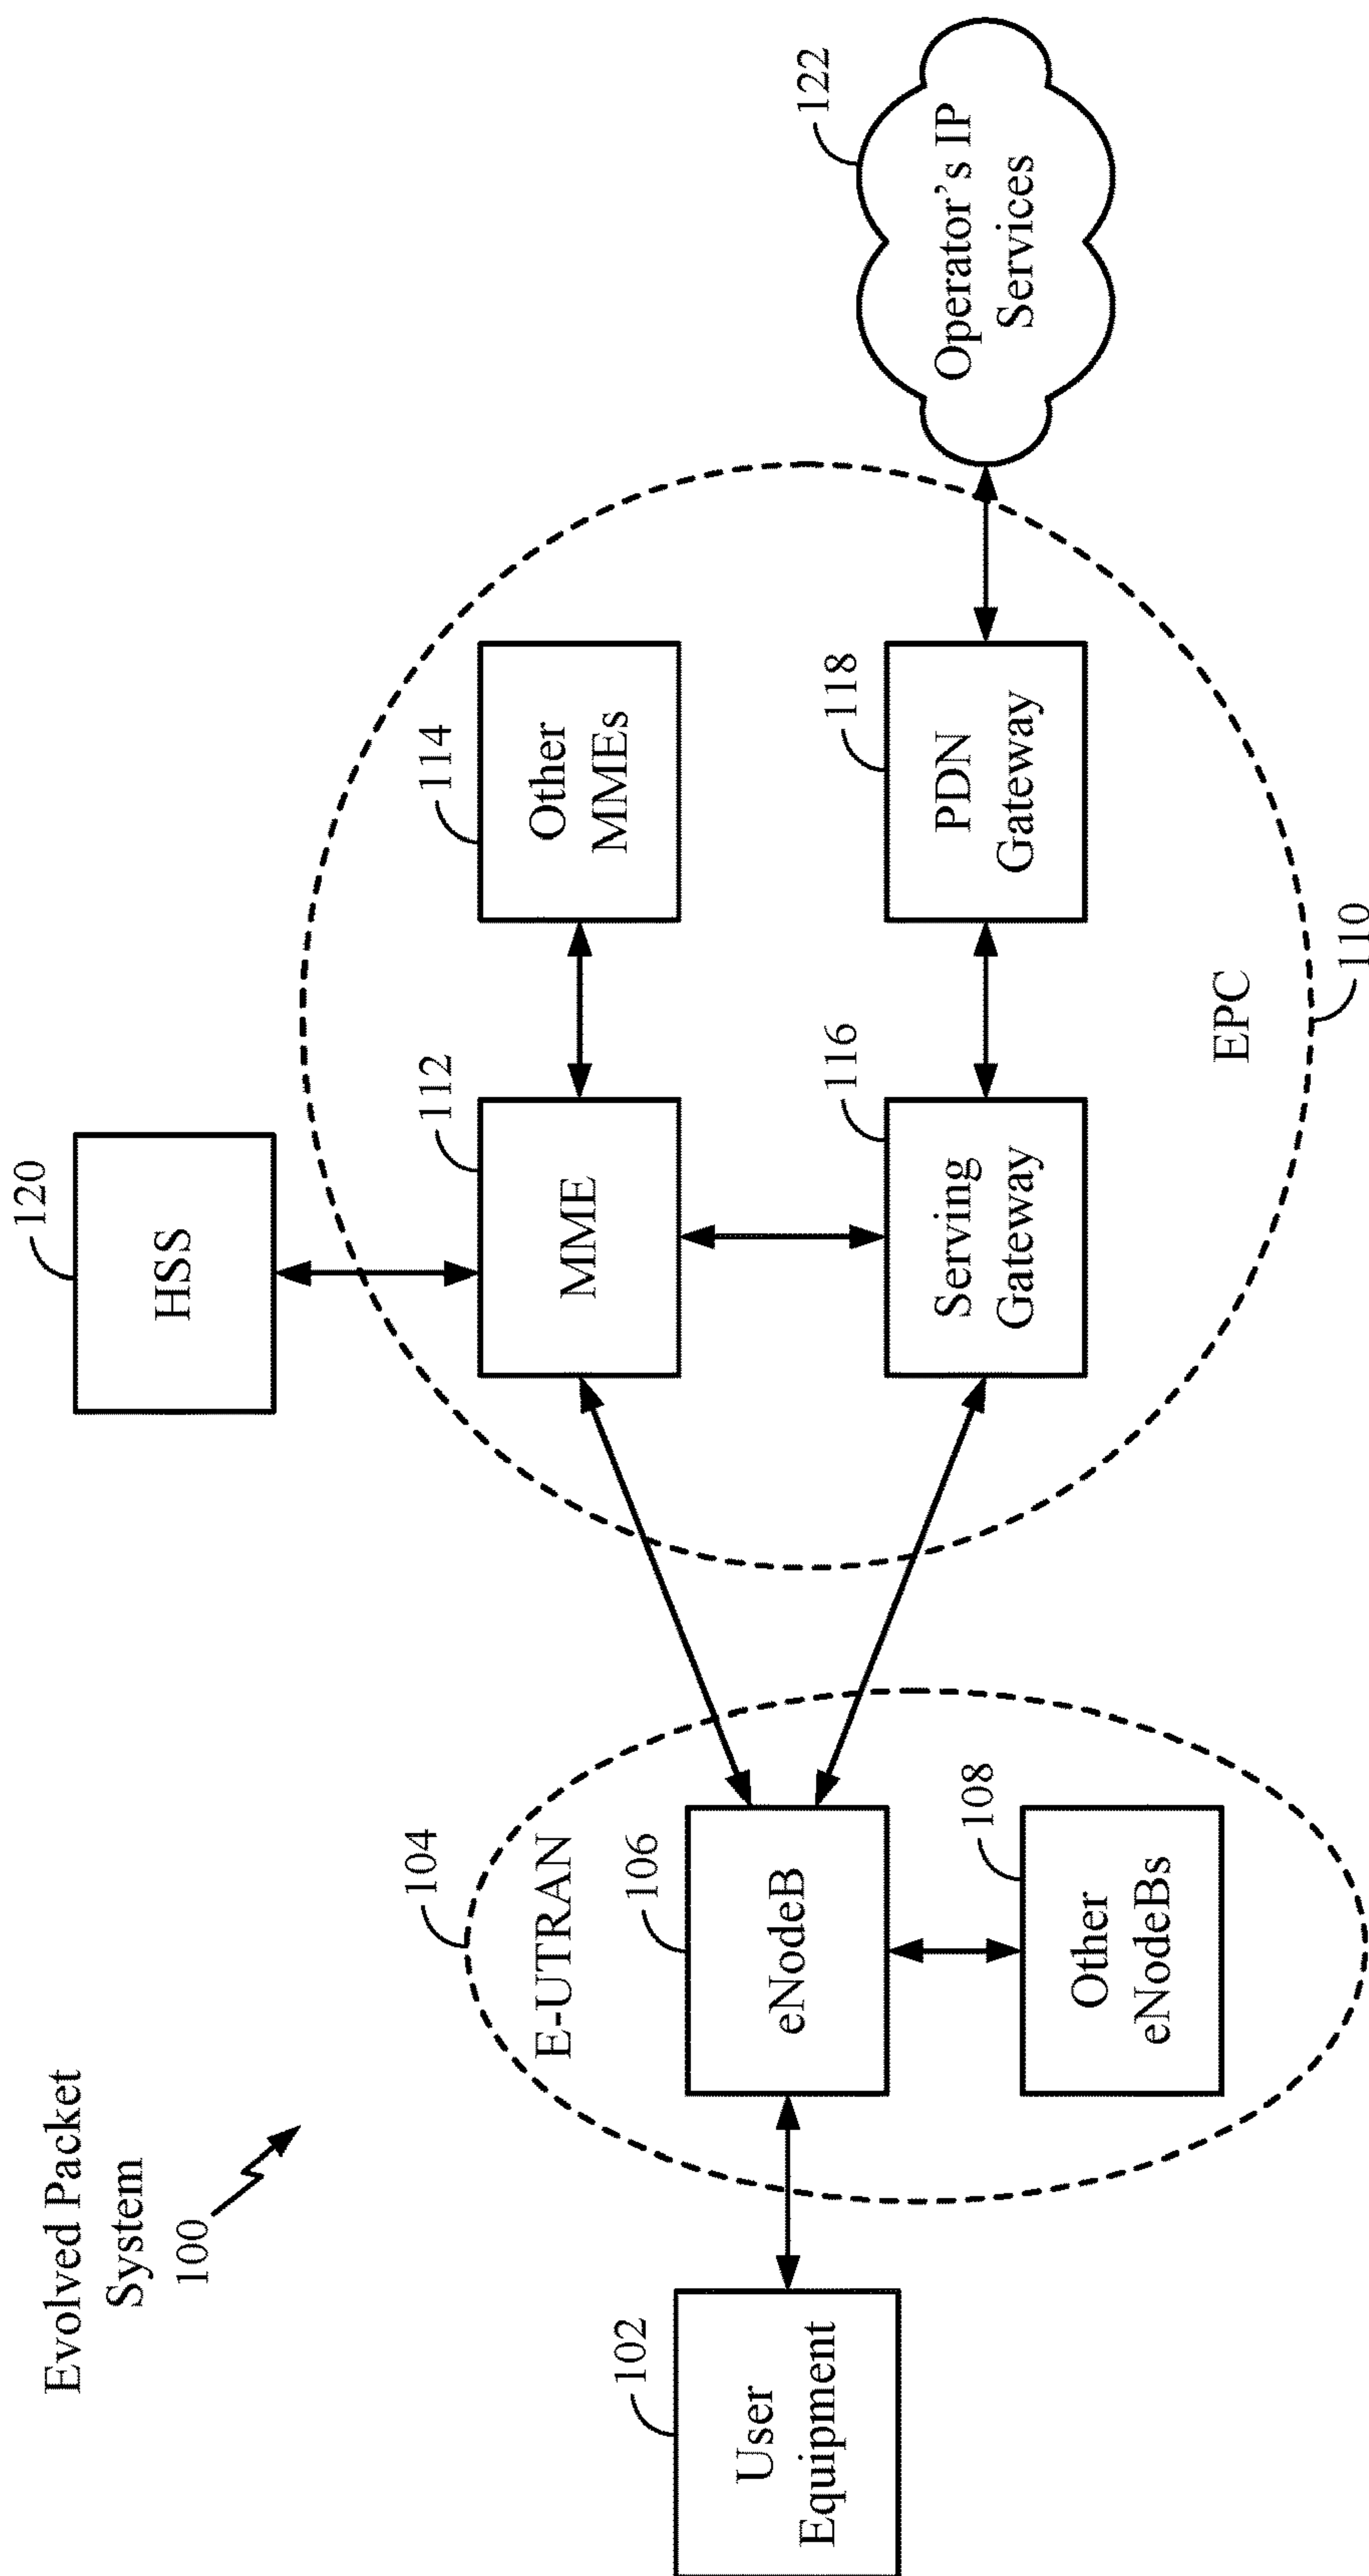 Evolved Packet
System
100
120
HSS
104
E-UTRAN
112
MME
114
Other
MMEs
102
User
Equipment
106
eNodeB
108
Other
eNodeBs
116
Serving
Gateway
118
PDN
Gateway
122
Operator's IP
Services
EPC
110